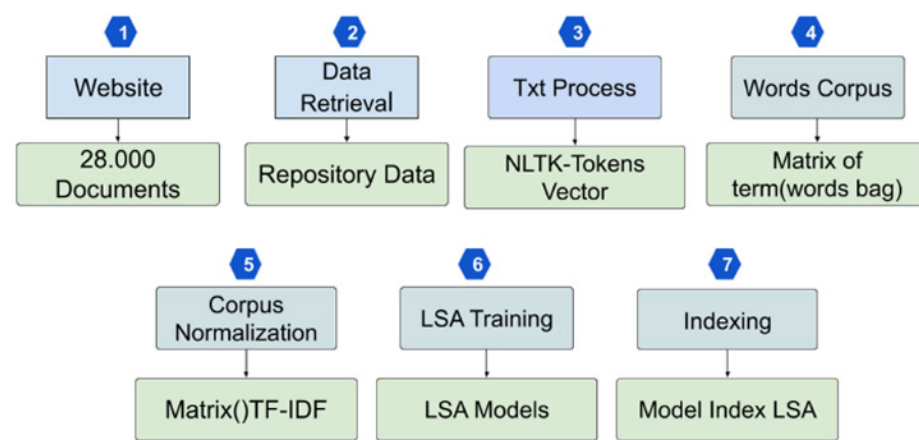 1
2
3
4
Website
Data
Retrieval
Txt Process
Words Corpus
28.000
Documents
Repository Data
NLTK-Tokens
Vector
Matrix of
term(words bag)
5
6
7
Corpus
Normalization
LSA Training
Indexing
Matrix()TF-IDF
LSA Models
Model Index LSA